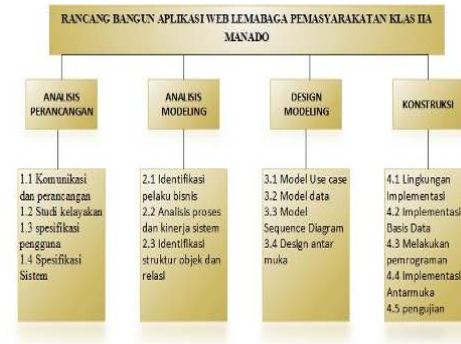 RANCANG BANGUN APLIKASI WEB LEMABAGA PEMASYARAKATAN KLAS IIA
MANADO
ANALISIS
PERANCANGAN
ANALISIS
MODELING
DESIGN
MODELING
KONSTRUKSI
1.1 Komunikasi
dan perancangan
1.2 Studi kelayakan
1.3 spesifikasi
pengguna
1.4 Spesifikasi
Sistem
2.1 Identifikasi
pelaku bisnis
2.2 Analisis proses
dan kinerja sistem
2.3 Identifikasi
struktur objek dan
relasi
3.1 Model Use case
3.2 Model data
3.3 Model
Sequence Diagram
3.4 Design antar
muka
4.1 Lingkungan
Implementasi
4.2 Implementasi
Basis Data
4.3 Melakukan
pemrograman
4.4 Implementasi
Antarmuka
4.5 pengujian